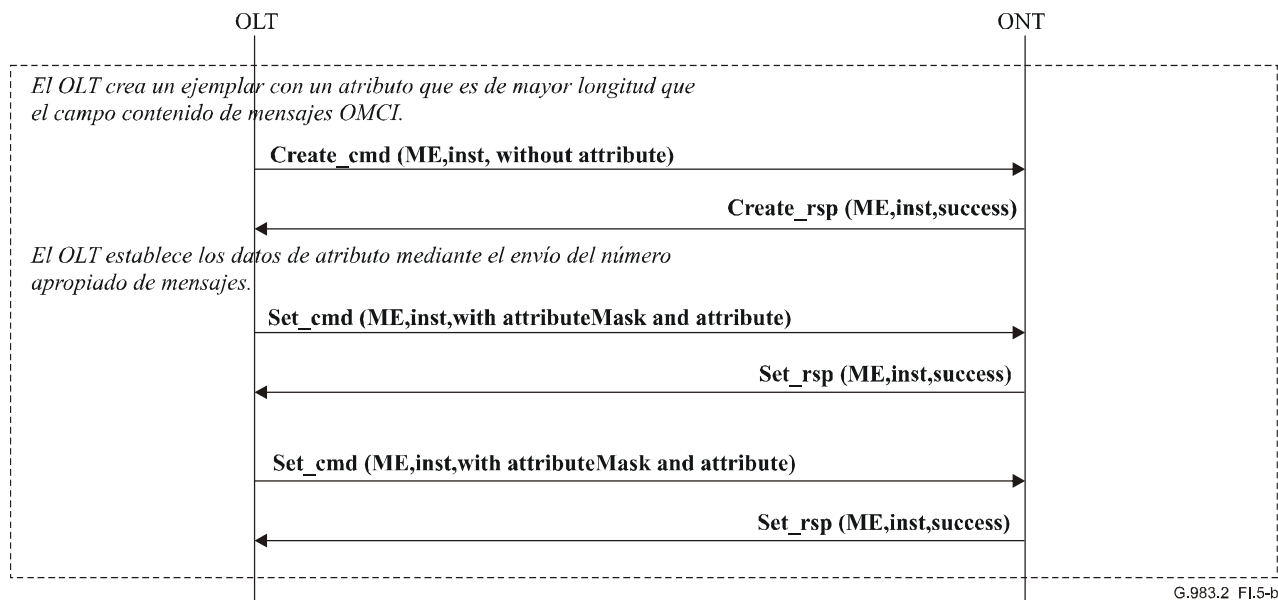 OLT ONT
El OLT crea un ejemplar con un atributo que es de mayor longitud que
el campo contenido de mensajes OMCI.
Create_cmd (ME,inst, without attribute)
Create_rsp (ME,inst,success)
El OLT establece los datos de atributo mediante el envío del número
apropiado de mensajes.
Set_cmd (ME,inst,with attributeMask and attribute)
Set_rsp (ME,inst,success)
Set_cmd (ME,inst,with attributeMask and attribute)
Set_rsp (ME,inst,success)
G.983.2_FI.5-b